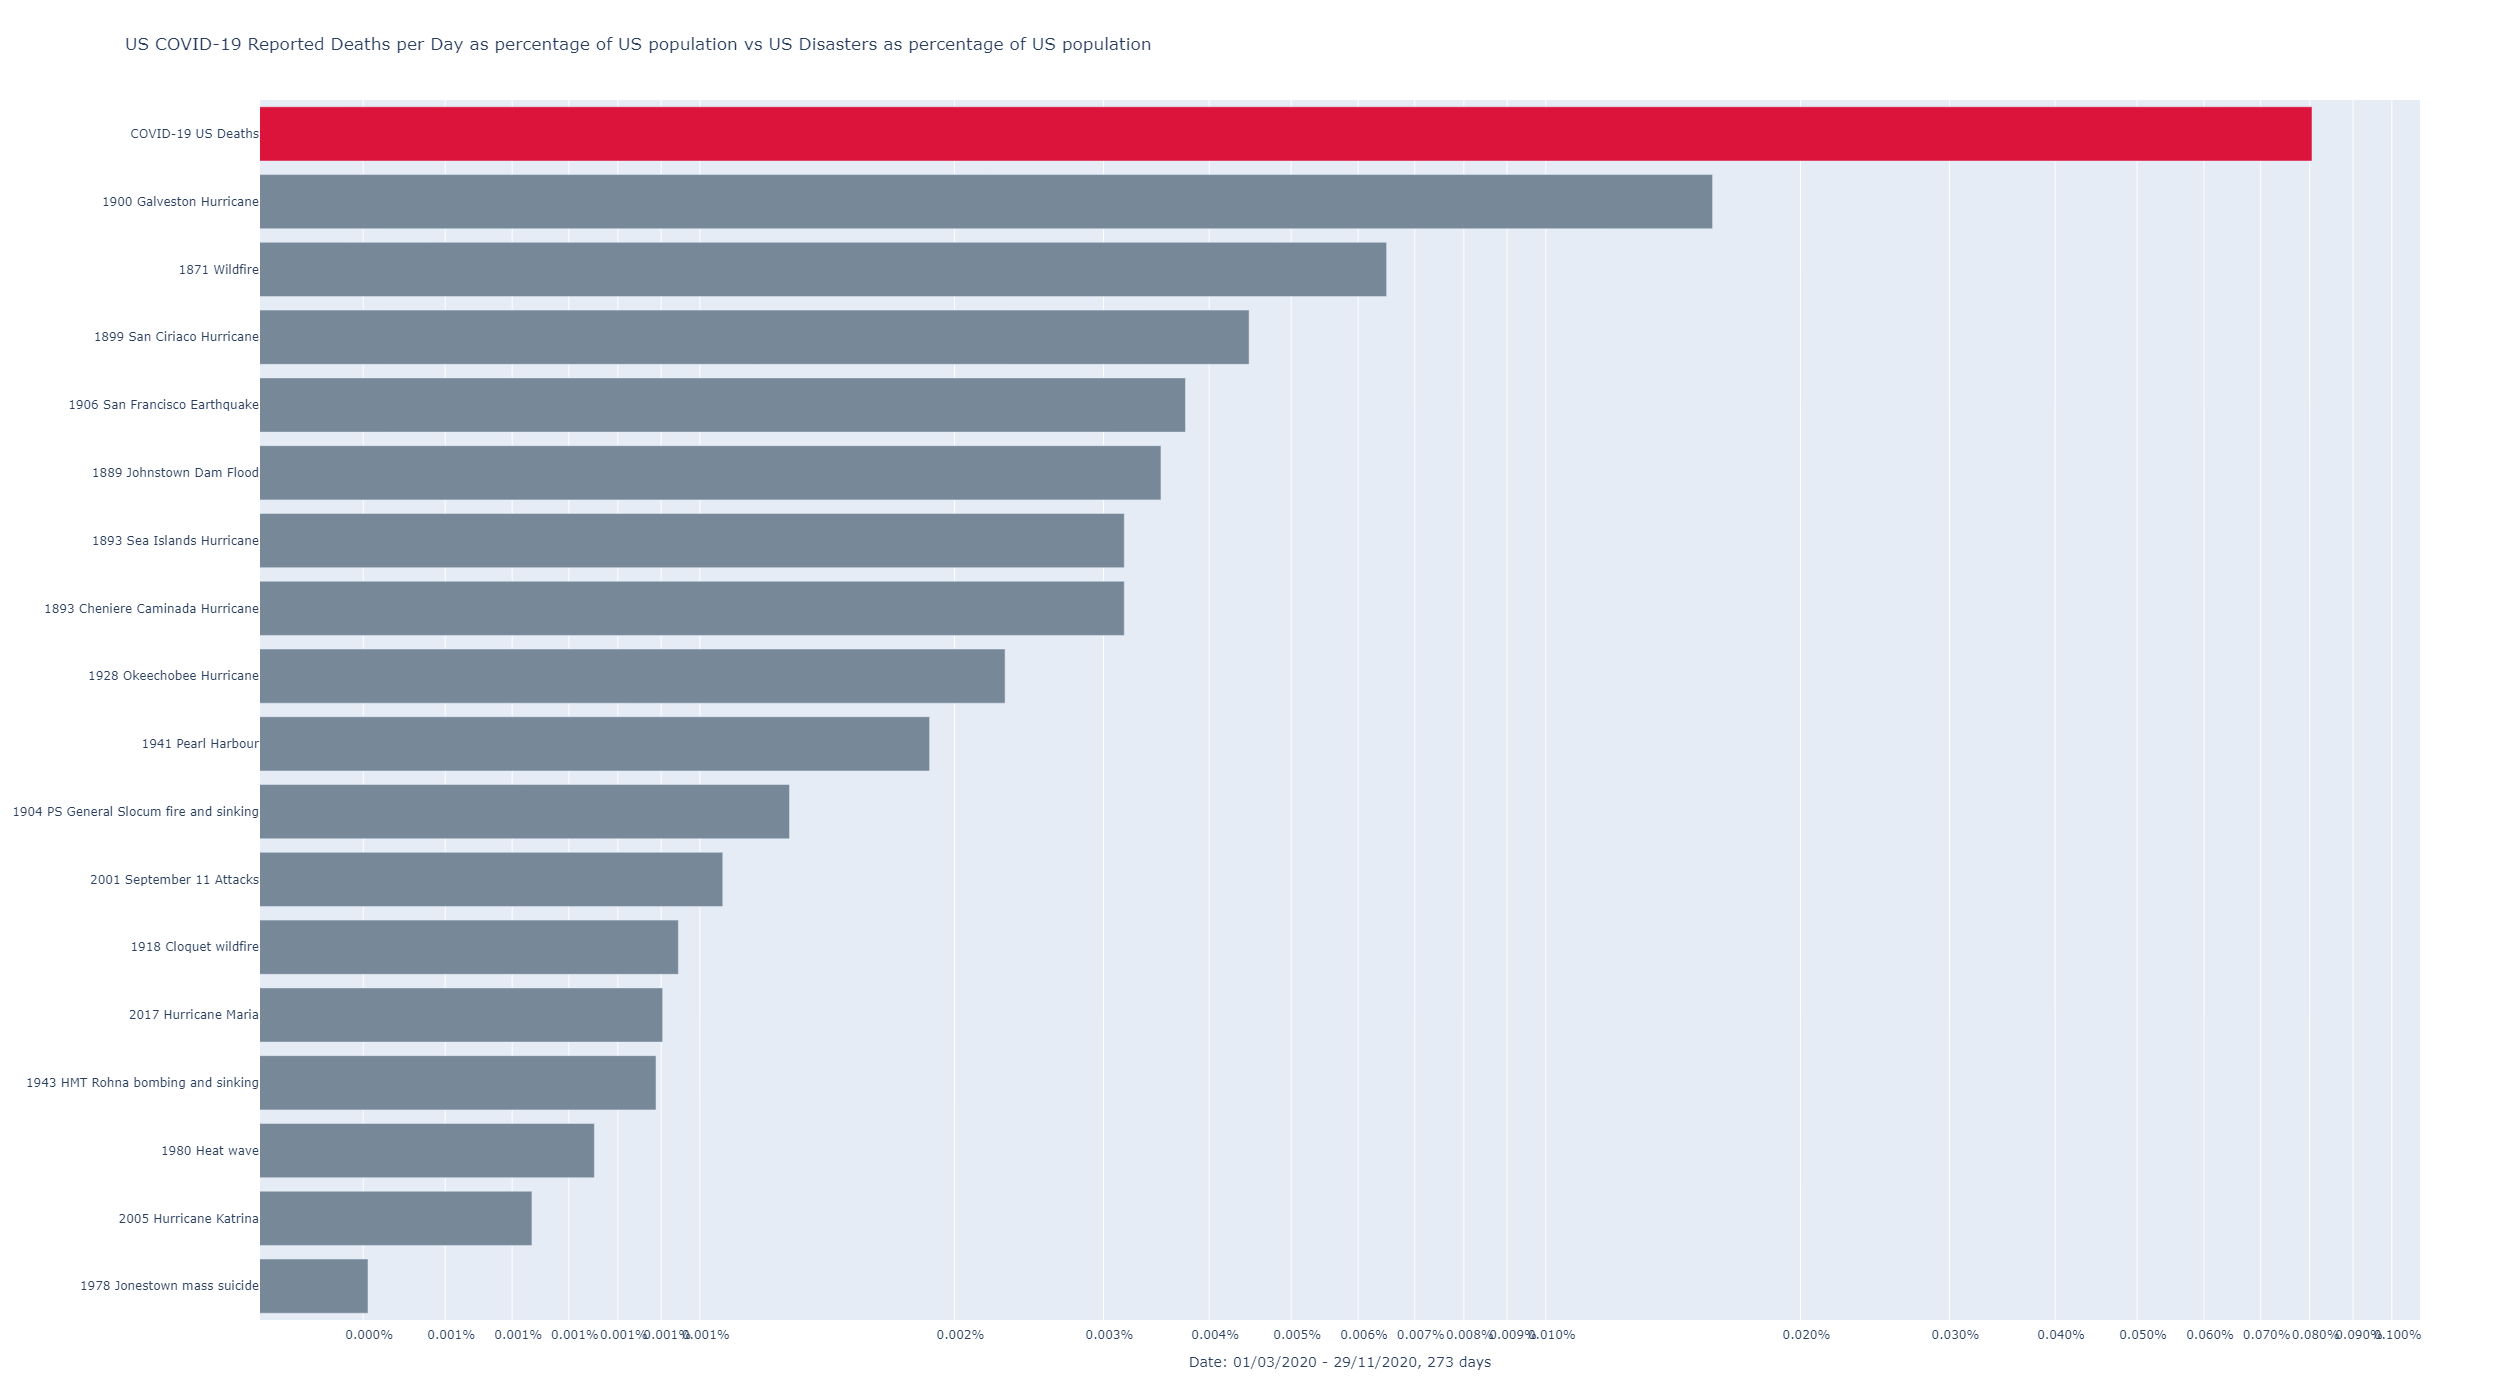 US COVID-19 Reported Deaths per Day as percentage of US population vs US Disasters as percentage of US population
COVID-19 US Deaths
1900 Galveston Hurricane
1871 Wildfire
1899 San Ciriaco Hurricane
1906 San Francisco Earthquake
1889 Johnstown Dam Flood
1893 Sea Islands Hurricane
1893 Cheniere Caminada Hurricane
1928 Okeechobee Hurricane
1941 Pearl Harbour
1904 PS General Slocum fire and sinking
2001 September 11 Attacks
1918 Cloquet wildfire
2017 Hurricane Maria
1943 HMT Rohna bombing and sinking
1980 Heat wave
2005 Hurricane Katrina
1978 Jonestown mass suicide
0.000% 0.001% 0.001% 0.001% 0.001% 0.001% 0.001% 0.002% 0.003% 0.004% 0.005% 0.006% 0.007% 0.008% 0.009% 0.010% 0.020% 0.030% 0.040% 0.050% 0.060% 0.070% 0.080% 0.090% 0.100%
Date: 01/03/2020 - 29/11/2020, 273 days